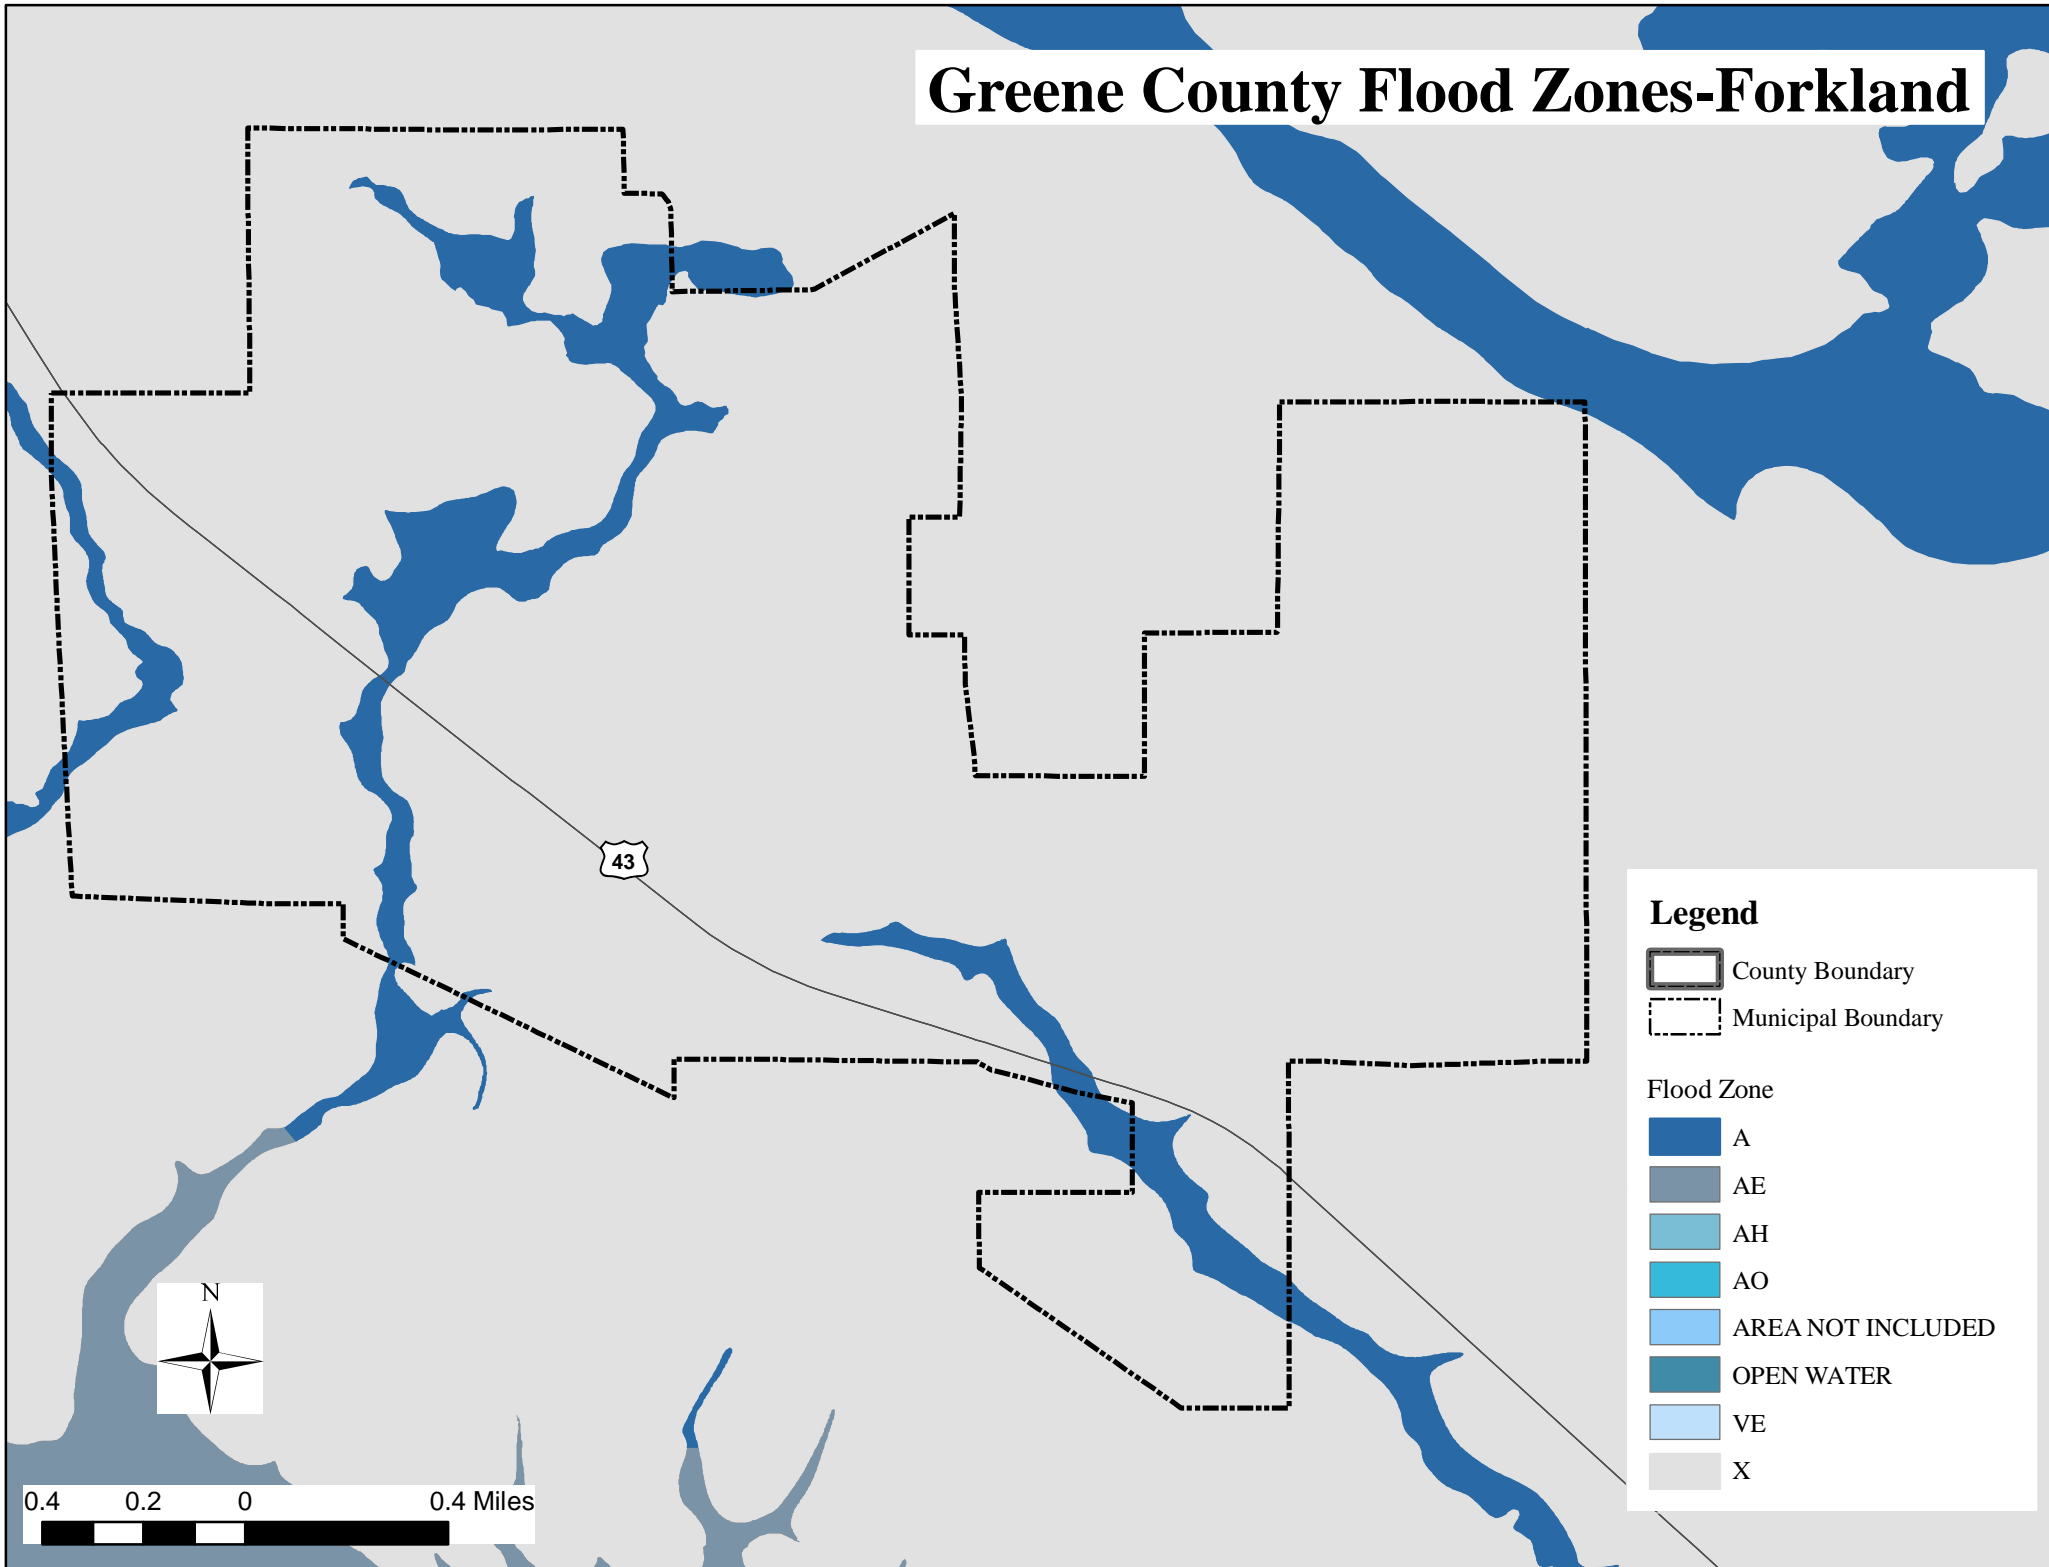 Greene County Flood Zones-Forkland
43
Legend
County Boundary
Municipal Boundary
Flood Zone
A
AE
AH
AO
AREA NOT INCLUDED
OPEN WATER
VE
X
N
0.4 0.2 0 0.4 Miles